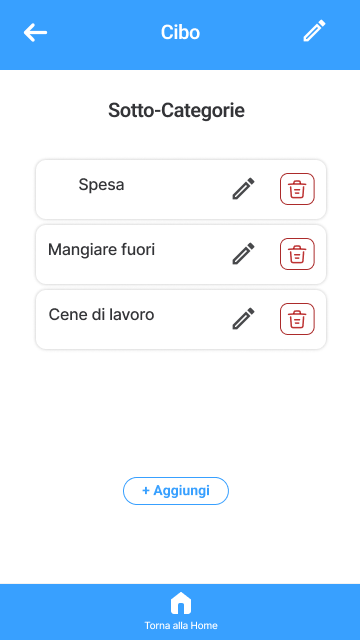 Cibo
Sotto-Categorie
Spesa
Mangiare fuori
Cene di lavoro
+ Aggiungi
Torna alla Home